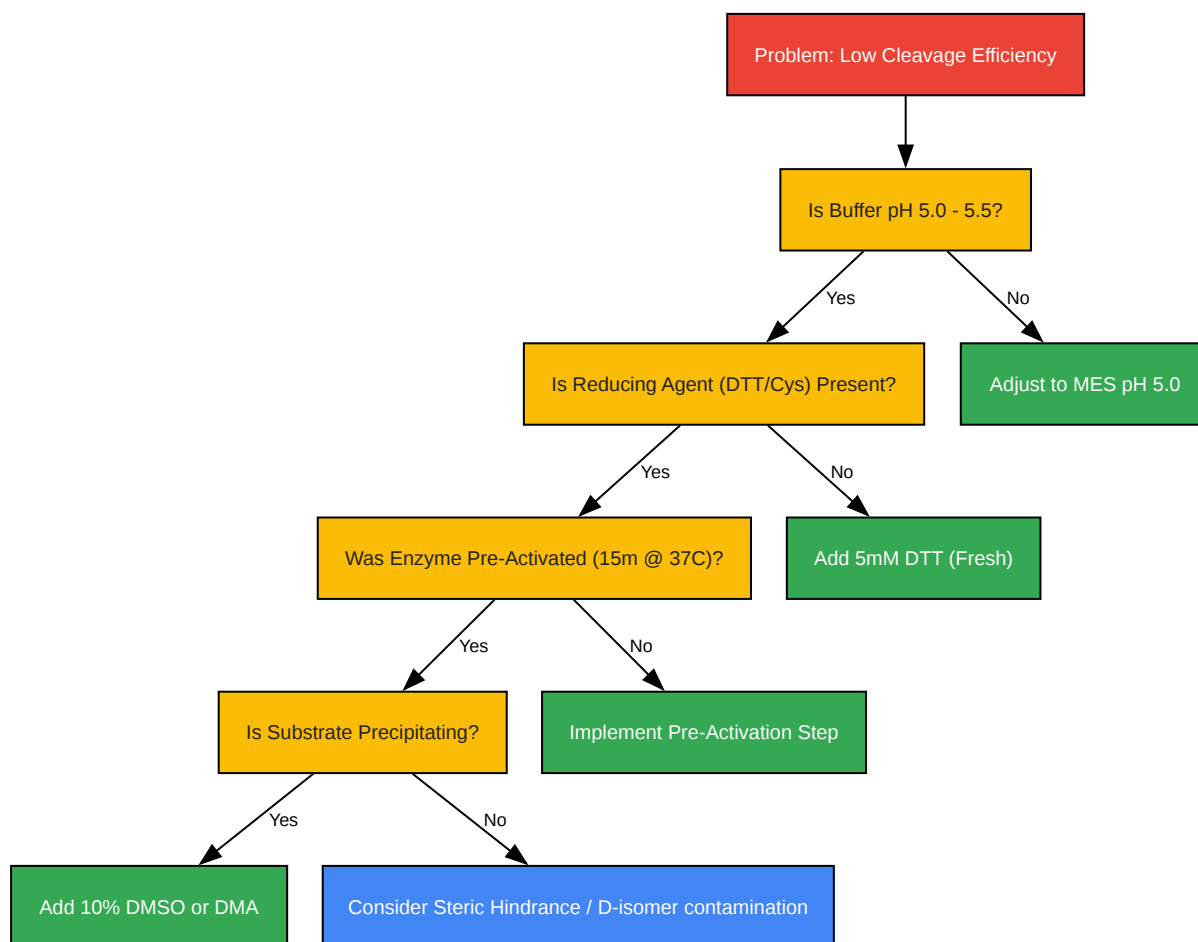 Problem: Low Cleavage Efficiency
Is Buffer pH 5.0 - 5.5?
Yes
No
Is Reducing Agent (DTT/Cys) Present?
Adjust to MES pH 5.0
Yes
No
Was Enzyme Pre-Activated (15m @ 37C)?
Add 5mM DTT (Fresh)
Yes
No
Is Substrate Precipitating?
Implement Pre-Activation Step
Yes
No
Add 10% DMSO or DMA
Consider Steric Hindrance / D-isomer contamination